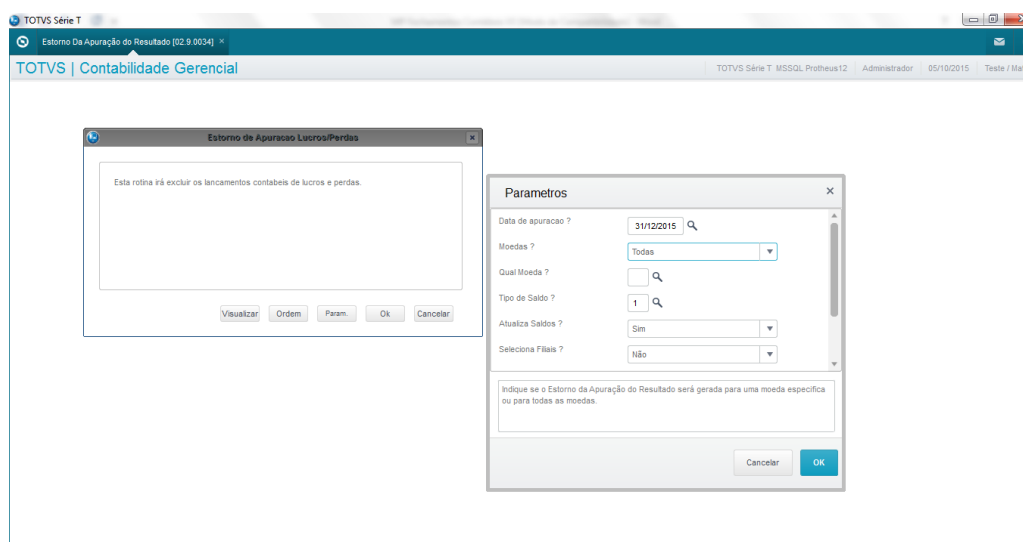 TOTVS Série T
Estorno Da Apuração do Resultado [02.9.0034] ×
TOTVS | Contabilidade Gerencial
TOTVS Série T MSSQL Protheus12 Administrador 05/10/2015 Teste / Ma
Estorno de Apuracao Lucros/Perdas
Esta rotina irá excluir os lancamentos contabeis de lucros e perdas.
Visualizar Ordem Param. Ok Cancelar
Parametros
Data de apuracao ? 31/12/2015
Moedas ? Todas
Qual Moeda ?
Tipo de Saldo ? 1
Atualiza Saldos ? Sim
Seleciona Filiais ? Não
Indique se o Estorno da Apuração do Resultado será gerada para uma moeda especifica
ou para todas as moedas.
Cancelar OK